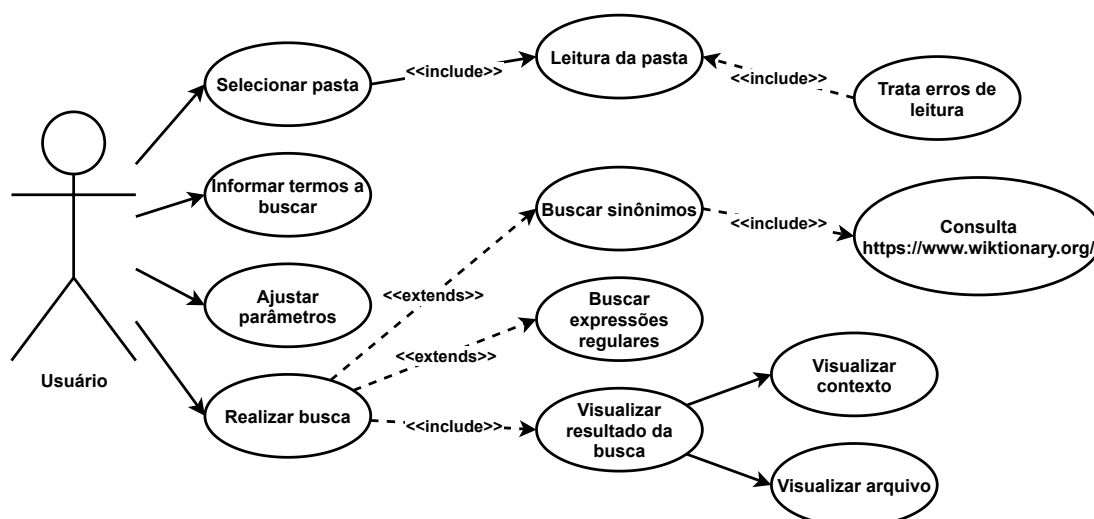 Selecionar pasta
<<include>>
Leitura da pasta
<<include>>
Trata erros de
leitura
Informar termos a
buscar
Buscar sinônimos
<<include>>
Consulta
https://www.wiktionary.org/
Ajustar
parâmetros
<<extends>>
Buscar
expressões
regulares
<<extends>>
Usuário
Realizar busca
<<include>>
Visualizar
resultado da
busca
Visualizar
contexto
Visualizar arquivo